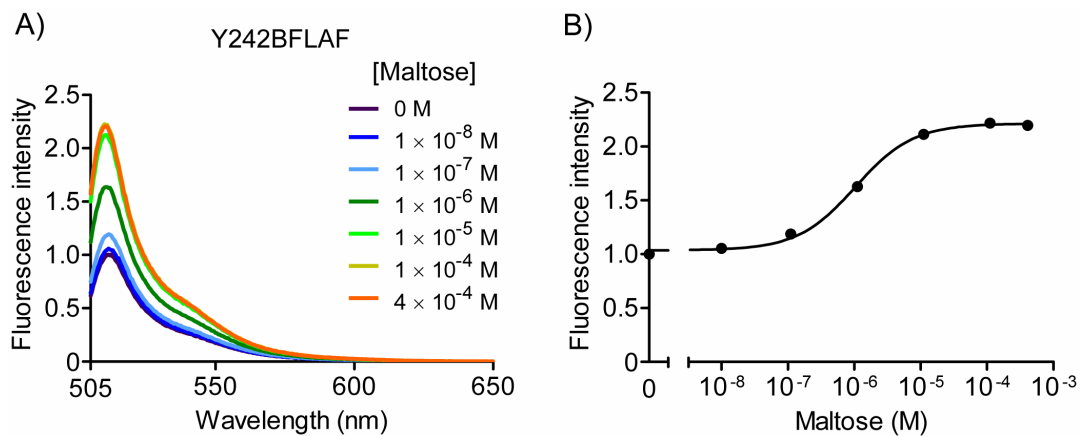 A)
Y242BFLAF
[Maltose]
0 M
1 × 10⁻⁸ M
1 × 10⁻⁷ M
1 × 10⁻⁶ M
1 × 10⁻⁵ M
1 × 10⁻⁴ M
4 × 10⁻⁴ M
Fluorescence intensity
2.5
2.0
1.5
1.0
0.5
0
505 550 600 650
Wavelength (nm)
B)
Fluorescence intensity
2.5
2.0
1.5
1.0
0.5
0
0 10⁻⁸ 10⁻⁷ 10⁻⁶ 10⁻⁵ 10⁻⁴ 10⁻³
Maltose (M)